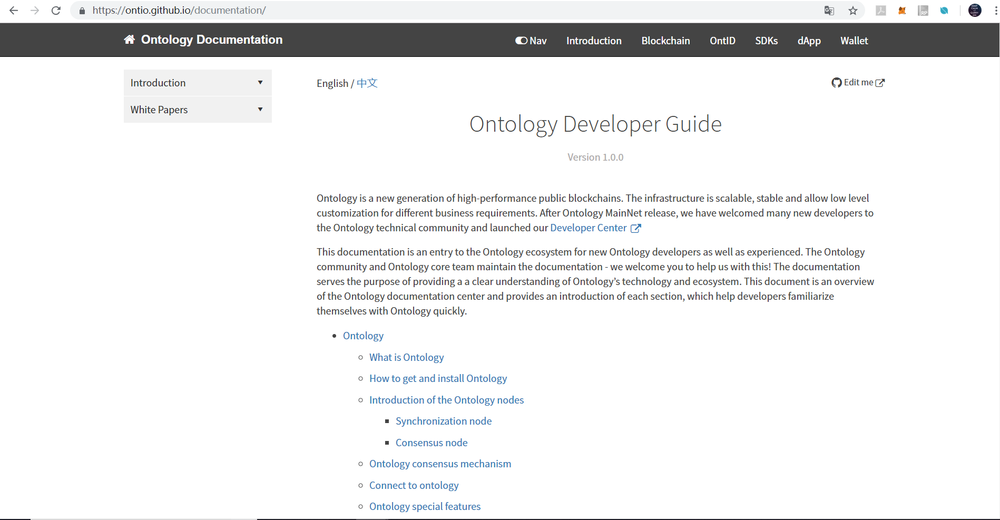 https://ontio.github.io/documentation/
Ontology Documentation
Nav Introduction Blockchain OntID SDKs dApp Wallet
Introduction
White Papers
English / 中文
Edit me
Ontology Developer Guide
Version 1.0.0
Ontology is a new generation of high-performance public blockchains. The infrastructure is scalable, stable and allow low level
customization for different business requirements. After Ontology MainNet release, we have welcomed many new developers to
the Ontology technical community and launched our Developer Center
This documentation is an entry to the Ontology ecosystem for new Ontology developers as well as experienced. The Ontology
community and Ontology core team maintain the documentation - we welcome you to help us with this! The documentation
serves the purpose of providing a a clear understanding of Ontology’s technology and ecosystem. This document is an overview
of the Ontology documentation center and provides an introduction of each section, which help developers familiarize
themselves with Ontology quickly.
Ontology
What is Ontology
How to get and install Ontology
Introduction of the Ontology nodes
Synchronization node
Consensus node
Ontology consensus mechanism
Connect to ontology
Ontology special features